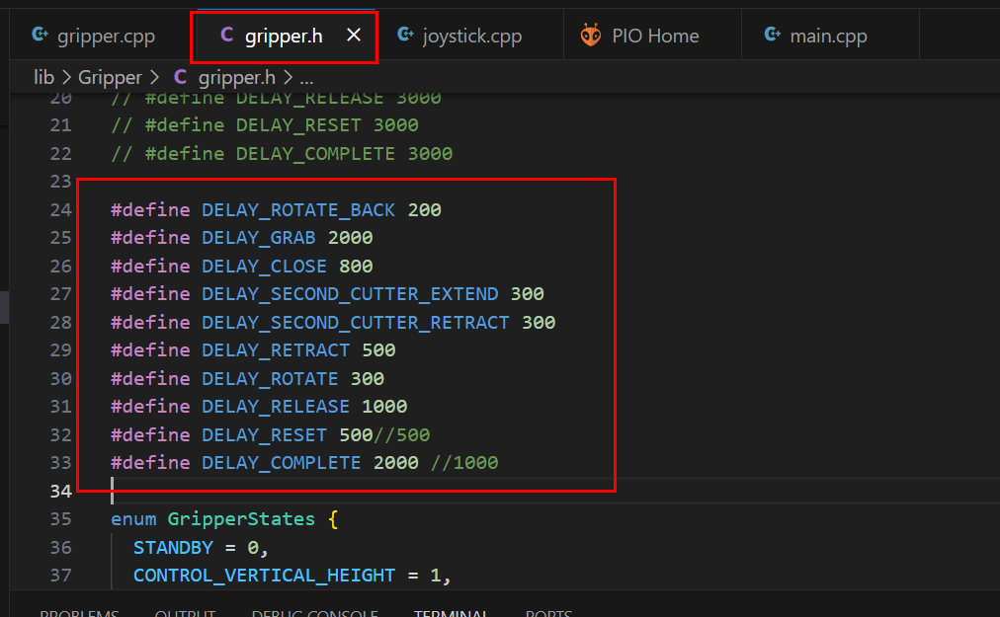 gripper.cpp gripper.h joystick.cpp PIO Home main.cpp
lib > Gripper > C gripper.h > ...
20 // #define DELAY_RELEASE 3000
21 // #define DELAY_RESET 3000
22 // #define DELAY_COMPLETE 3000
23
24 #define DELAY_ROTATE_BACK 200
25 #define DELAY_GRAB 2000
26 #define DELAY_CLOSE 800
27 #define DELAY_SECOND_CUTTER_EXTEND 300
28 #define DELAY_SECOND_CUTTER_RETRACT 300
29 #define DELAY_RETRACT 500
30 #define DELAY_ROTATE 300
31 #define DELAY_RELEASE 1000
32 #define DELAY_RESET 500//500
33 #define DELAY_COMPLETE 2000 //1000
34
35 enum GripperStates {
36 STANDBY = 0,
37 CONTROL_VERTICAL_HEIGHT = 1,
PROBLEMS OUTPUT DEBUG CONSOLE TERMINAL PORTS